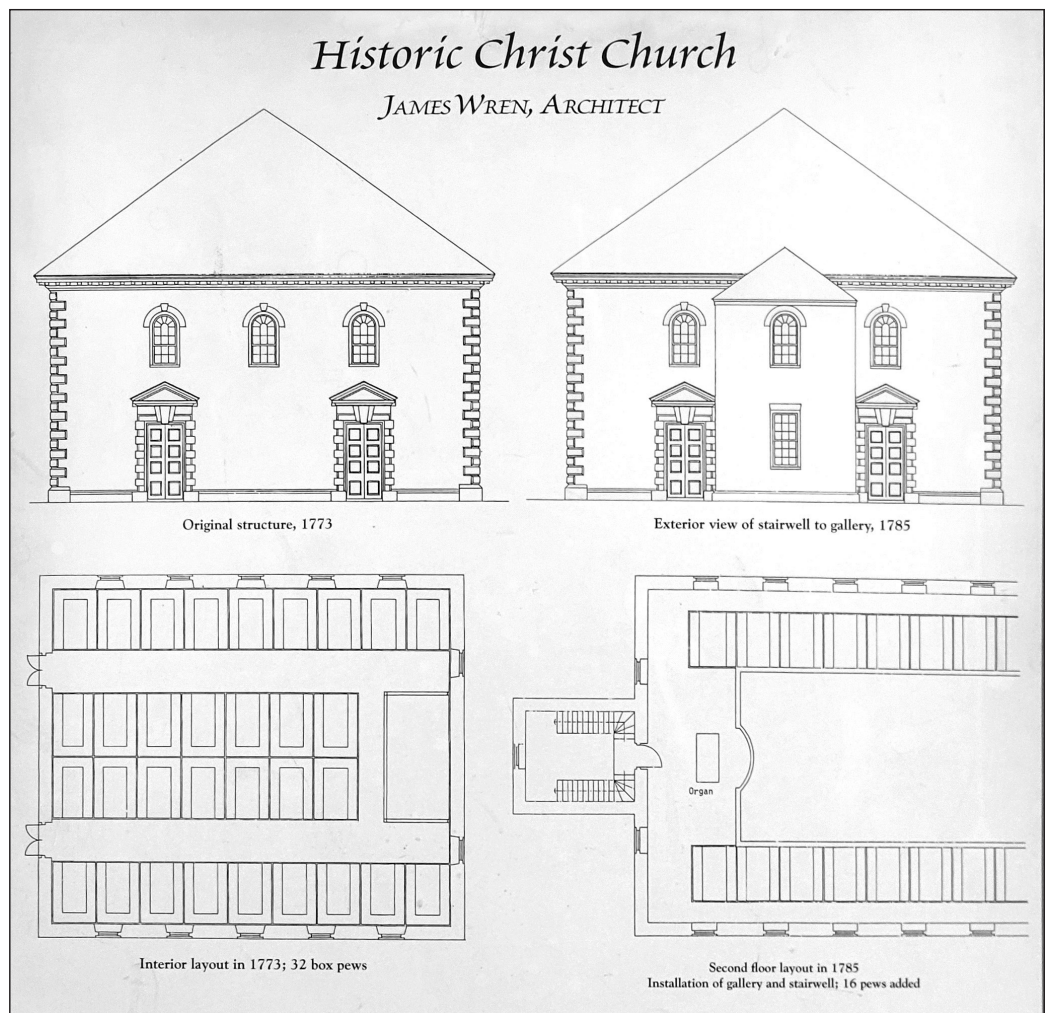 Historic Christ Church
James Wren, Architect
Original structure, 1773
Exterior view of stairwell to gallery, 1785
Organ
Interior layout in 1773; 32 box pews
Second floor layout in 1785
Installation of gallery and stairwell; 16 pews added